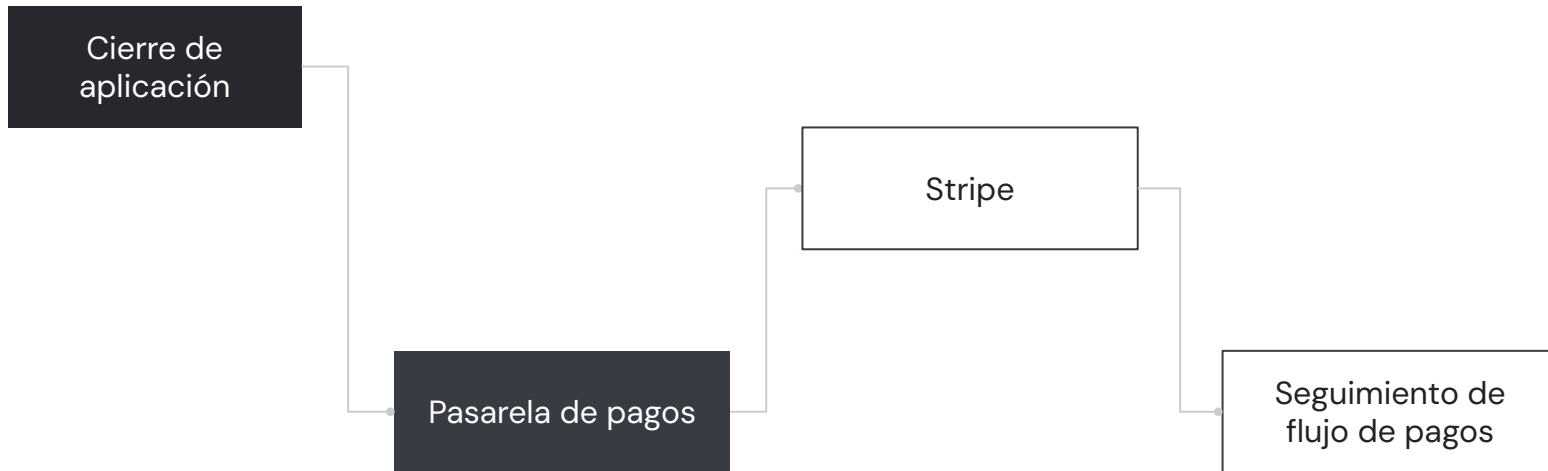 Cierre de
aplicación
Stripe
Pasarela de pagos
Seguimiento de
flujo de pagos